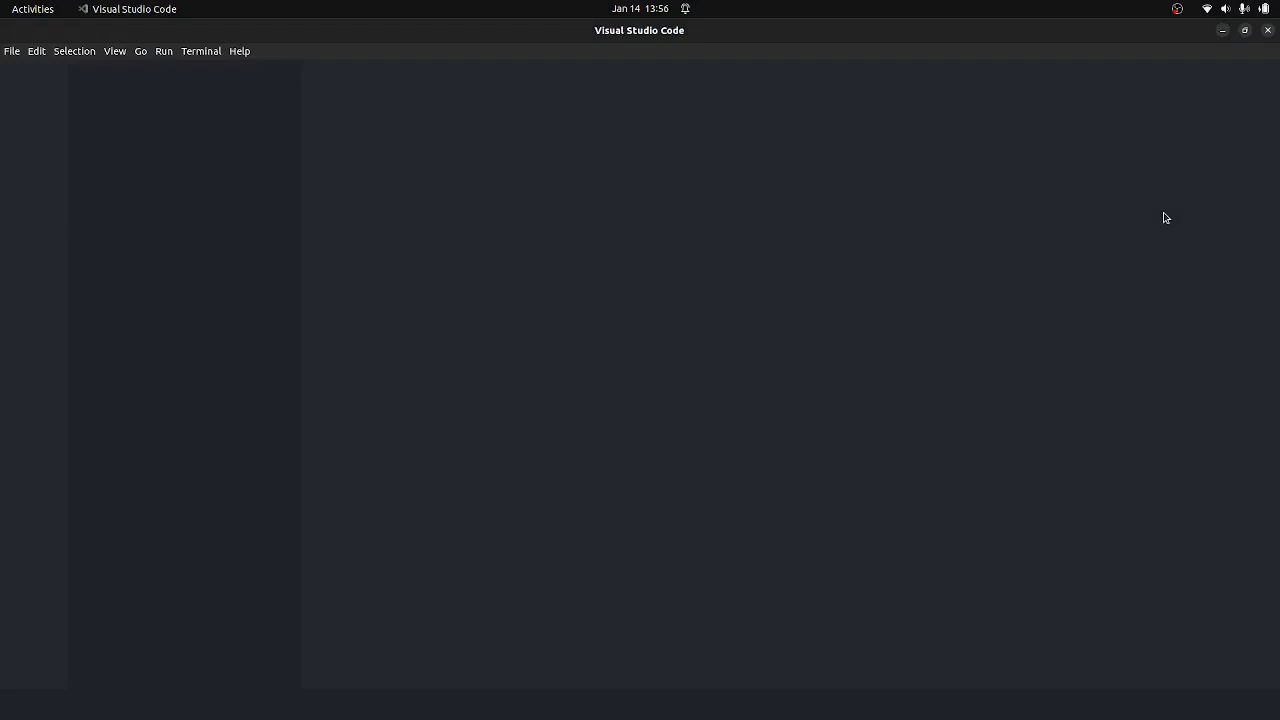 Activities Visual Studio Code Jan 14 13:56
Visual Studio Code
File Edit Selection View Go Run Terminal Help